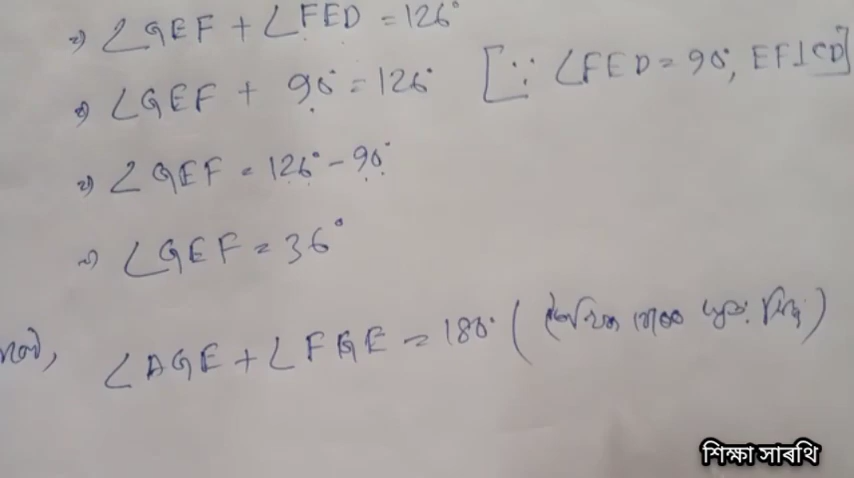 ⇒ ∠GEF + ∠FED = 126°
⇒ ∠GEF + 90° = 126° [∵ ∠FED = 90°, EF⊥CD]
⇒ ∠GEF = 126° - 90°
⇒ ∠GEF = 36°
∠AGE + ∠FGE = 180° (
শিক্ষা সাৰথি